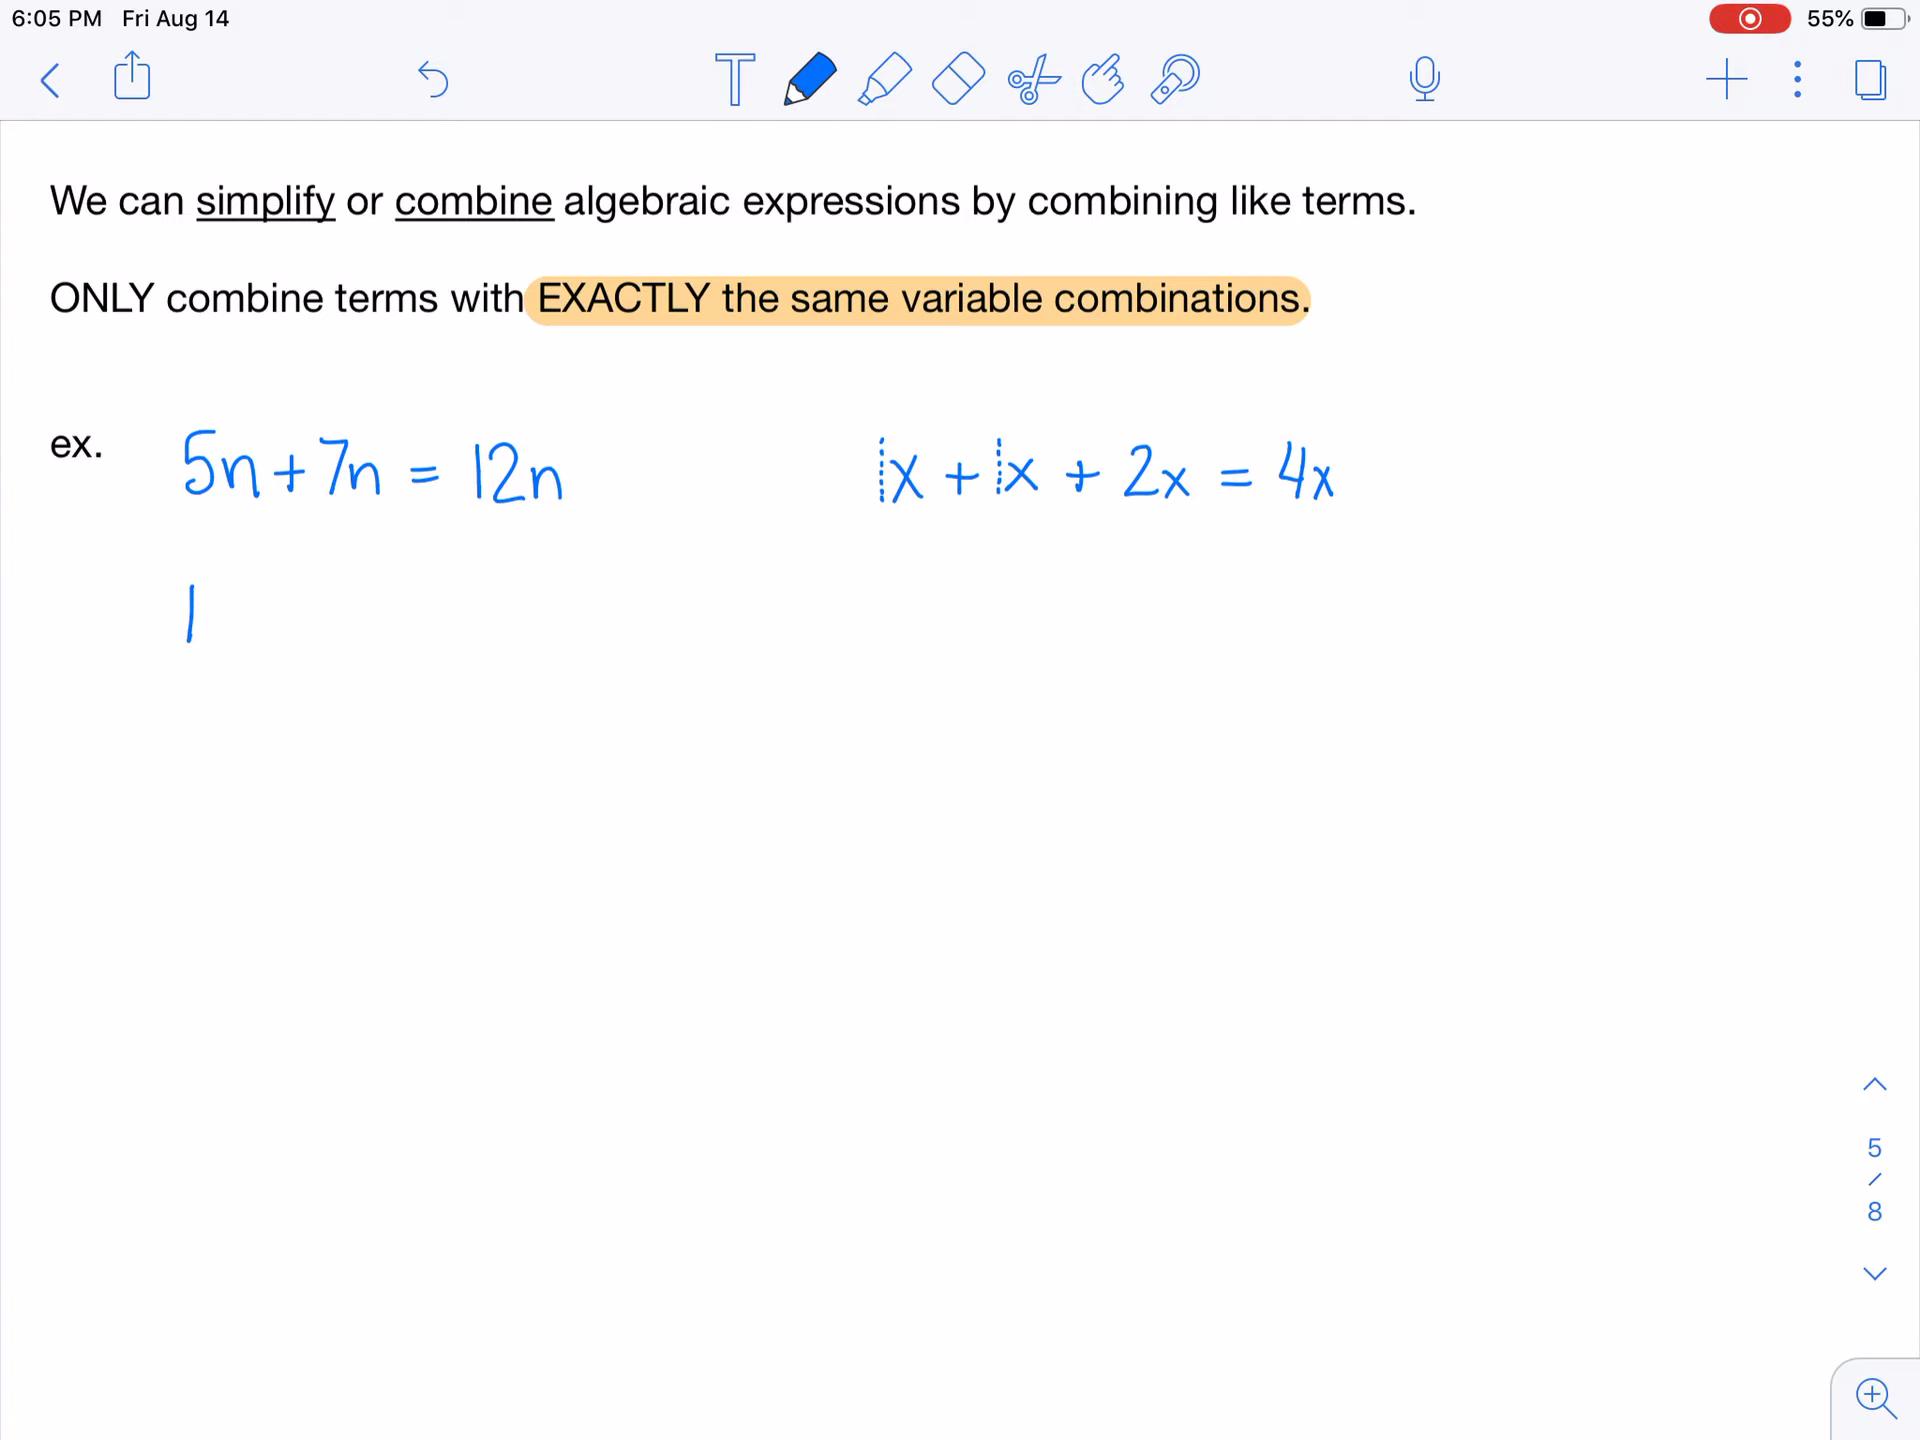 6:05 PM Fri Aug 14 55%
We can simplify or combine algebraic expressions by combining like terms.
ONLY combine terms with EXACTLY the same variable combinations.
ex. 5n + 7n = 12n 1x + 1x + 2x = 4x
1
5
/
8